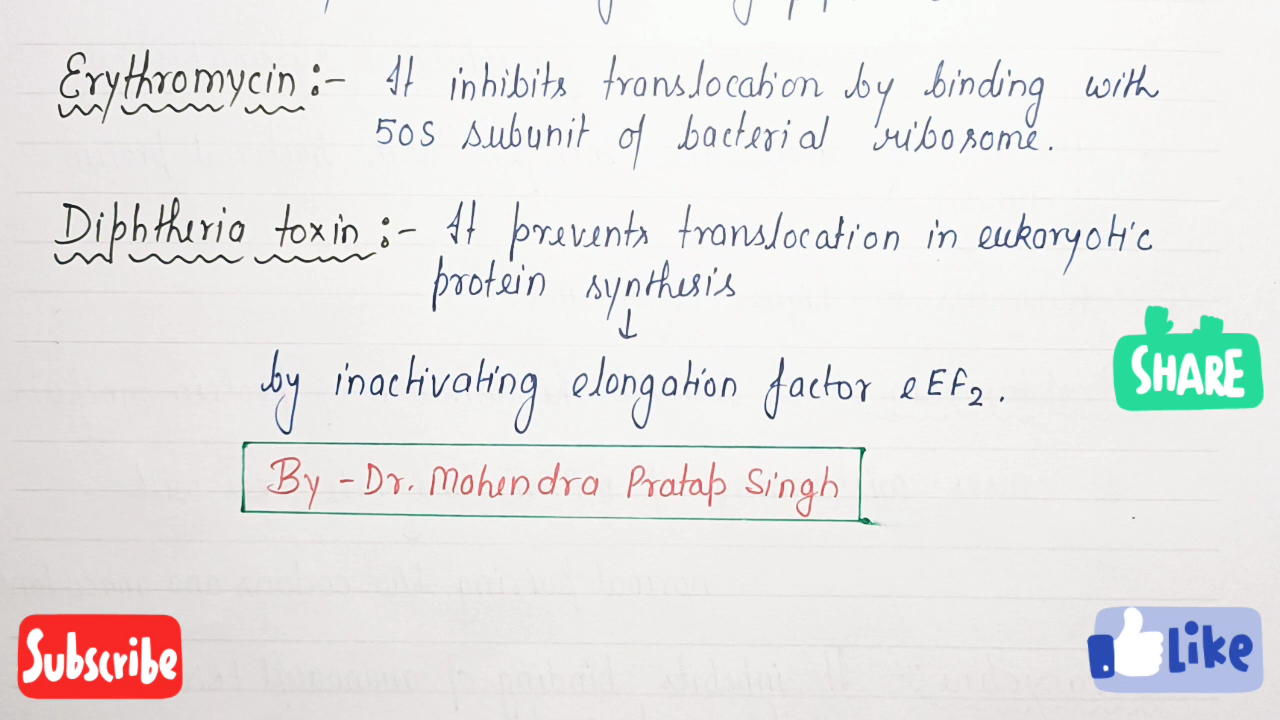 Erythromycin :- It inhibits translocation by binding with
50S subunit of bacterial ribosome.
Diphtheria toxin :- It prevents translocation in eukaryotic
protein synthesis
↓
by inactivating elongation factor eEF₂.
By - Dr. Mahendra Pratap Singh
SHARE
Subscribe
Like